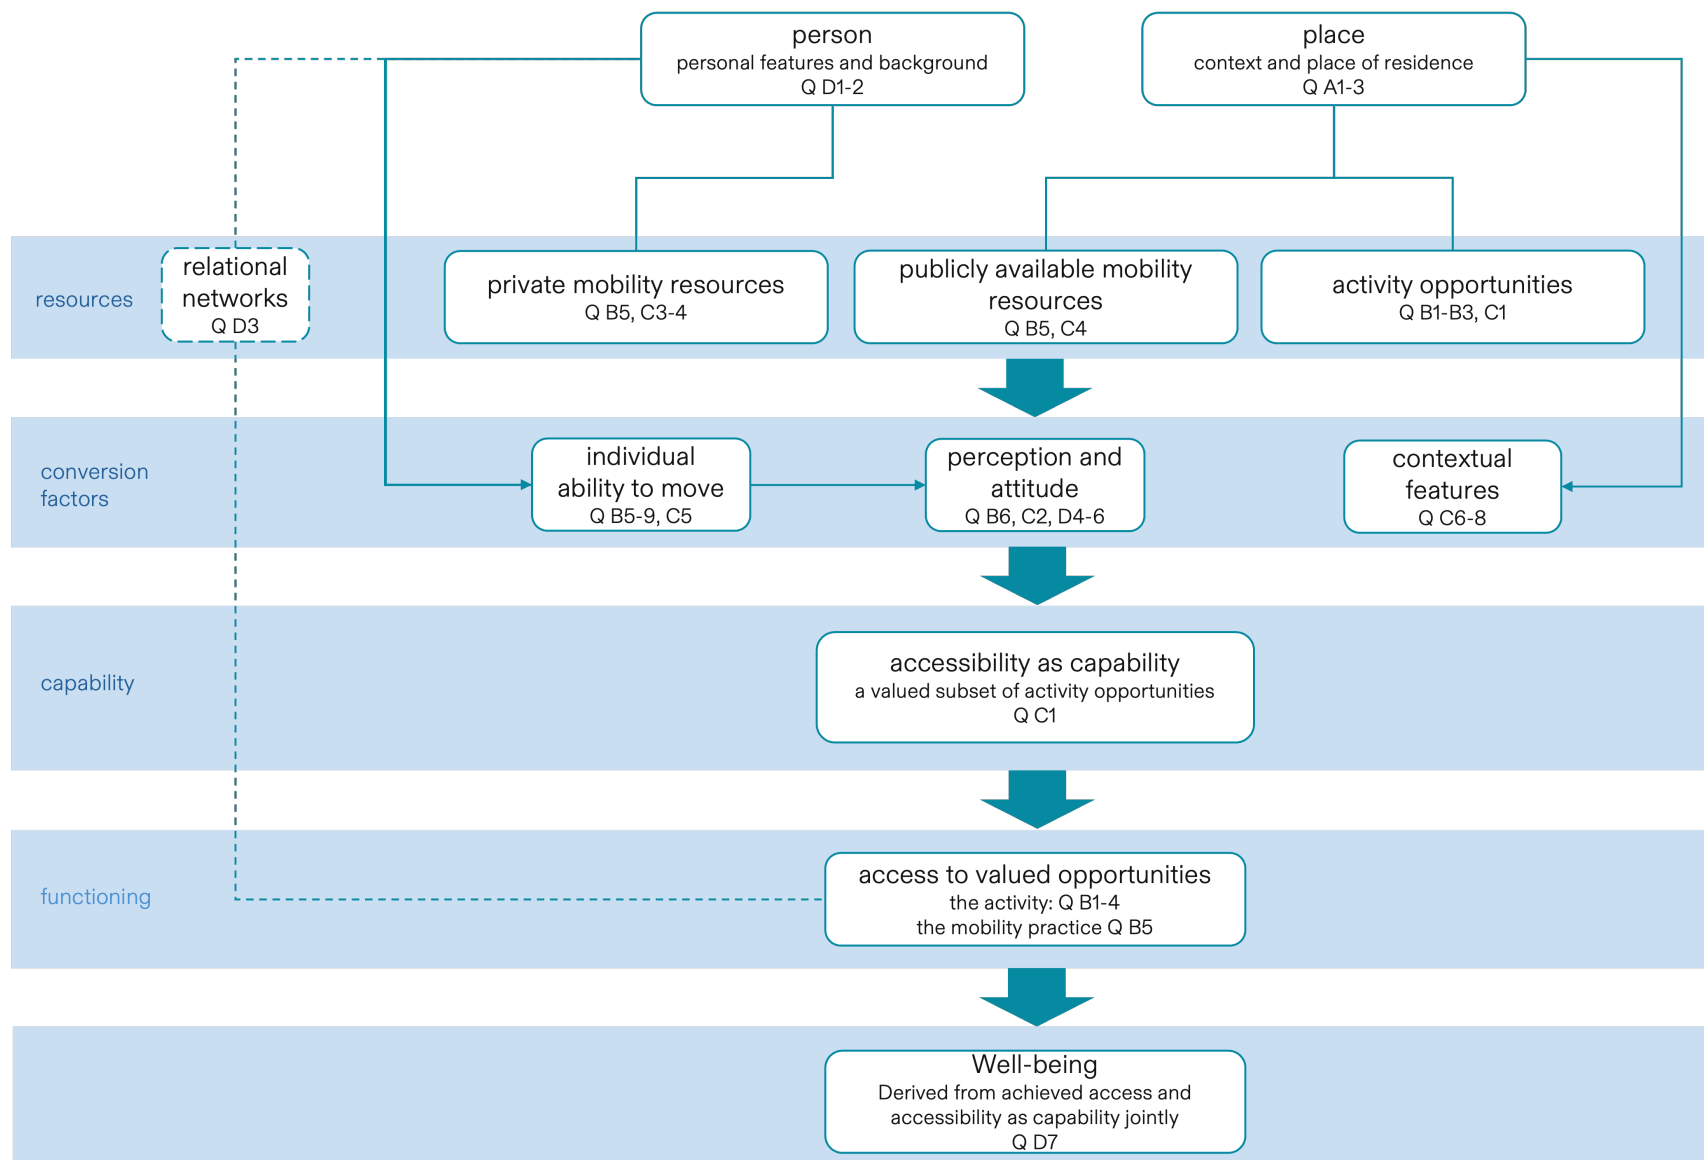 person
personal features and background
Q D1-2
place
context and place of residence
Q A1-3
resources
relational
networks
Q D3
private mobility resources
Q B5, C3-4
publicly available mobility
resources
Q B5, C4
activity opportunities
Q B1-B3, C1
conversion
factors
individual
ability to move
Q B5-9, C5
perception and
attitude
Q B6, C2, D4-6
contextual
features
Q C6-8
capability
accessibility as capability
a valued subset of activity opportunities
Q C1
functioning
access to valued opportunities
the activity: Q B1-4
the mobility practice Q B5
Well-being
Derived from achieved access and
accessibility as capability jointly
Q D7